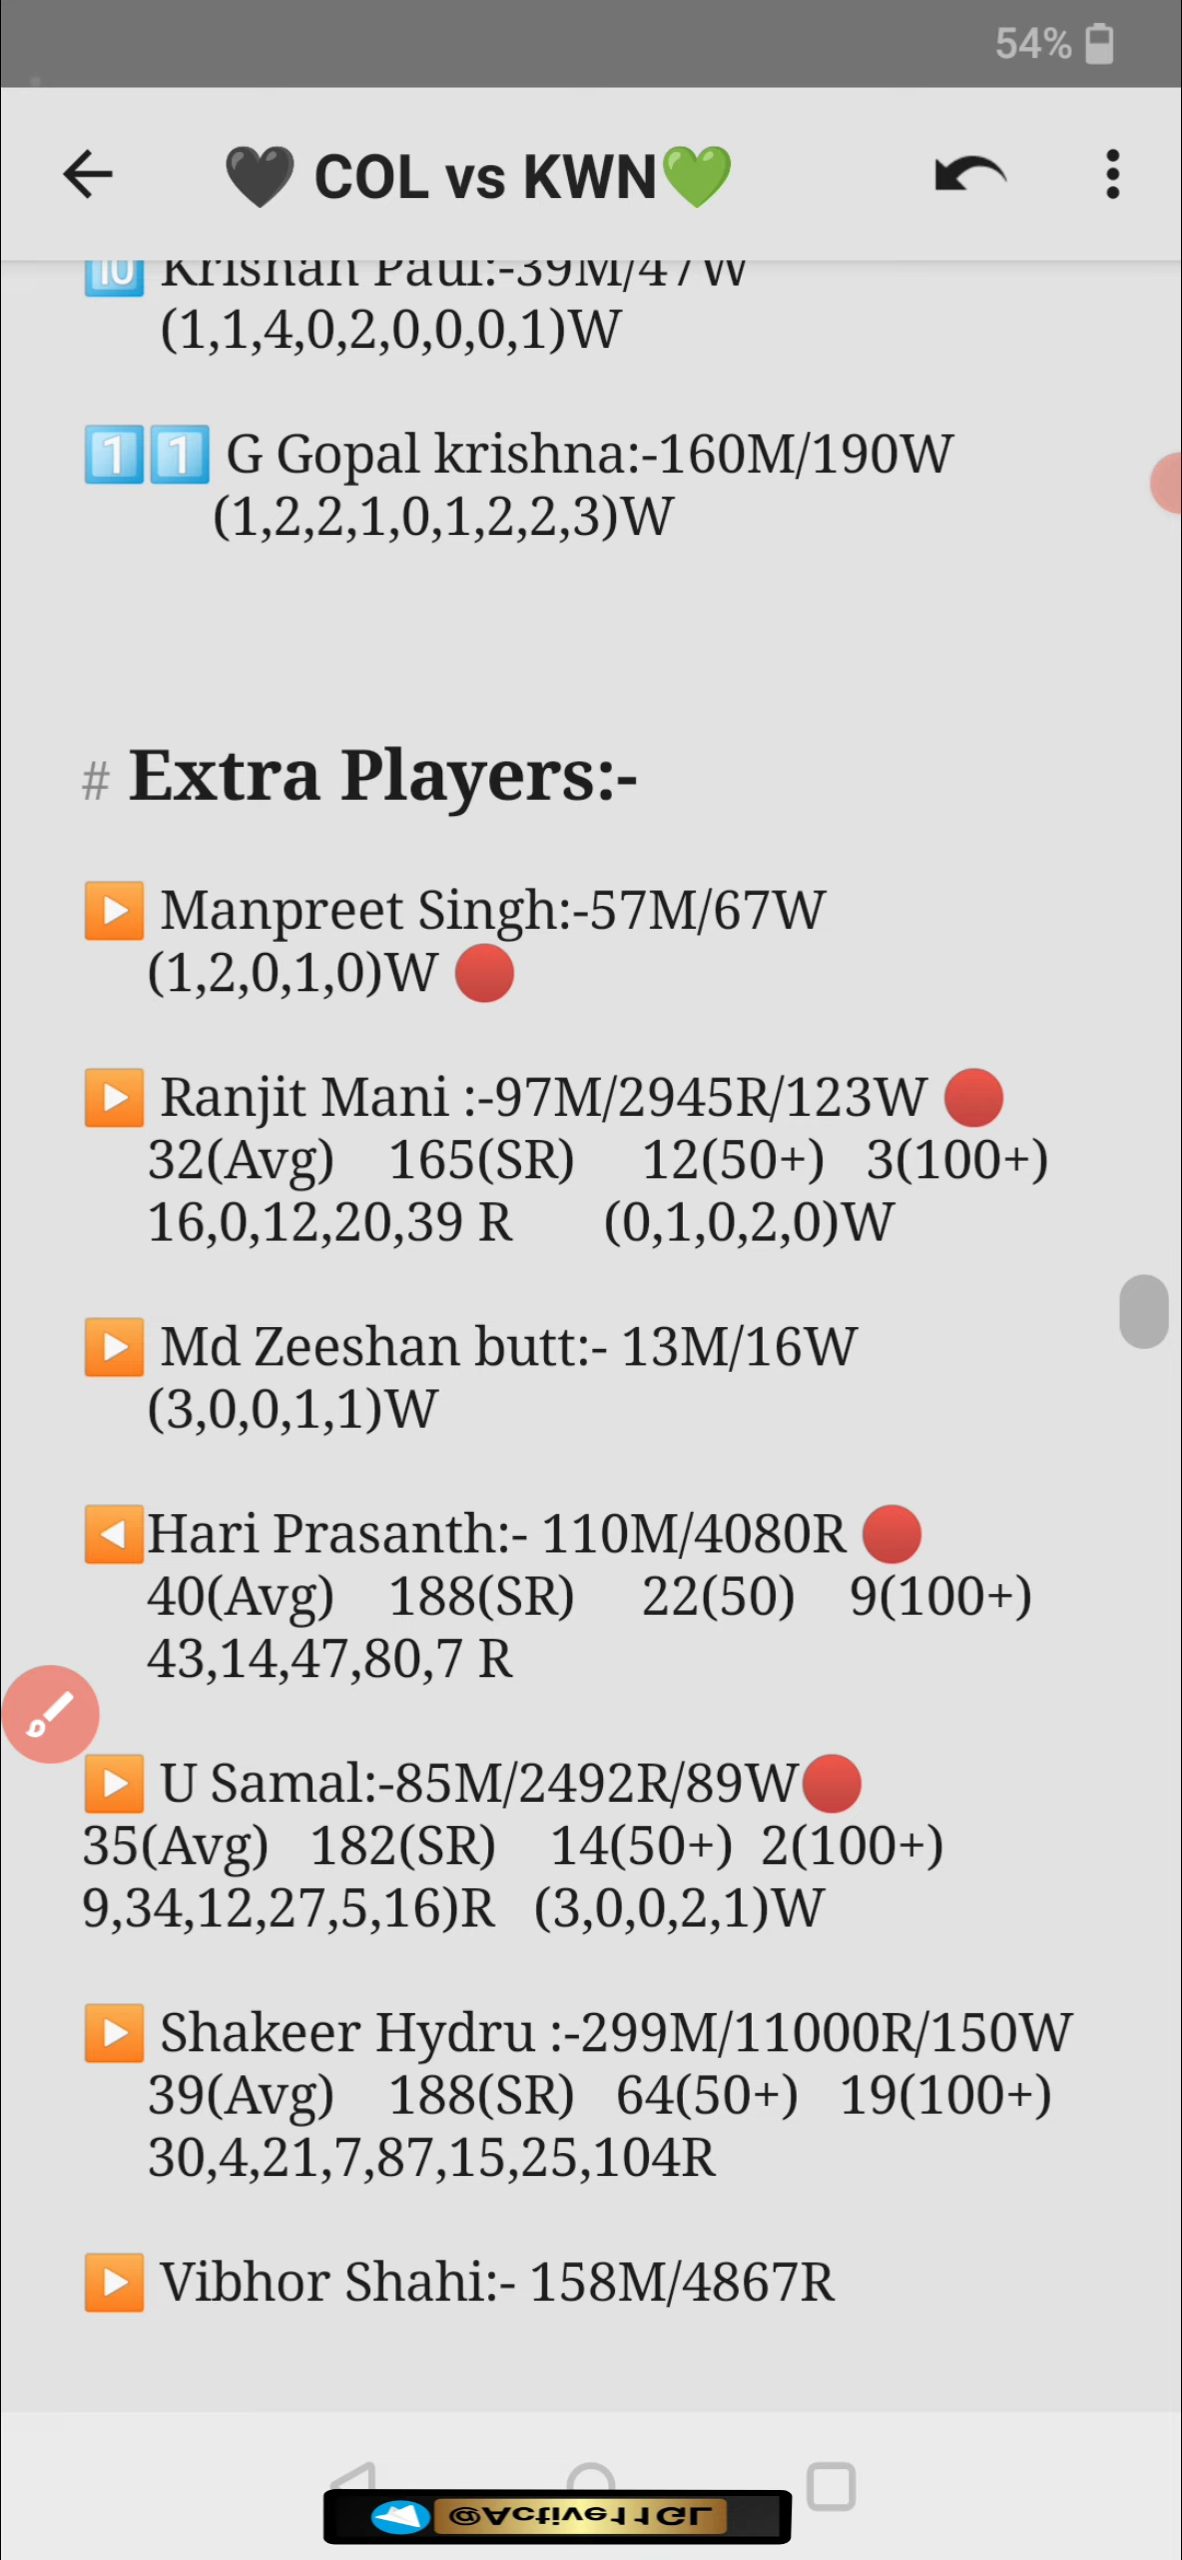 54%
🖤 COL vs KWN💚
🔟 Krishan Paul:-39M/47W
(1,1,4,0,2,0,0,0,1)W
1️⃣1️⃣ G Gopal krishna:-160M/190W
(1,2,2,1,0,1,2,2,3)W
# Extra Players:-
▶️ Manpreet Singh:-57M/67W
(1,2,0,1,0)W 🔴
▶️ Ranjit Mani :-97M/2945R/123W 🔴
32(Avg) 165(SR) 12(50+) 3(100+)
16,0,12,20,39 R (0,1,0,2,0)W
▶️ Md Zeeshan butt:- 13M/16W
(3,0,0,1,1)W
◀️Hari Prasanth:- 110M/4080R 🔴
40(Avg) 188(SR) 22(50) 9(100+)
43,14,47,80,7 R
▶️ U Samal:-85M/2492R/89W🔴
35(Avg) 182(SR) 14(50+) 2(100+)
9,34,12,27,5,16)R (3,0,0,2,1)W
▶️ Shakeer Hydru :-299M/11000R/150W
39(Avg) 188(SR) 64(50+) 19(100+)
30,4,21,7,87,15,25,104R
▶️ Vibhor Shahi:- 158M/4867R
@Active11GL